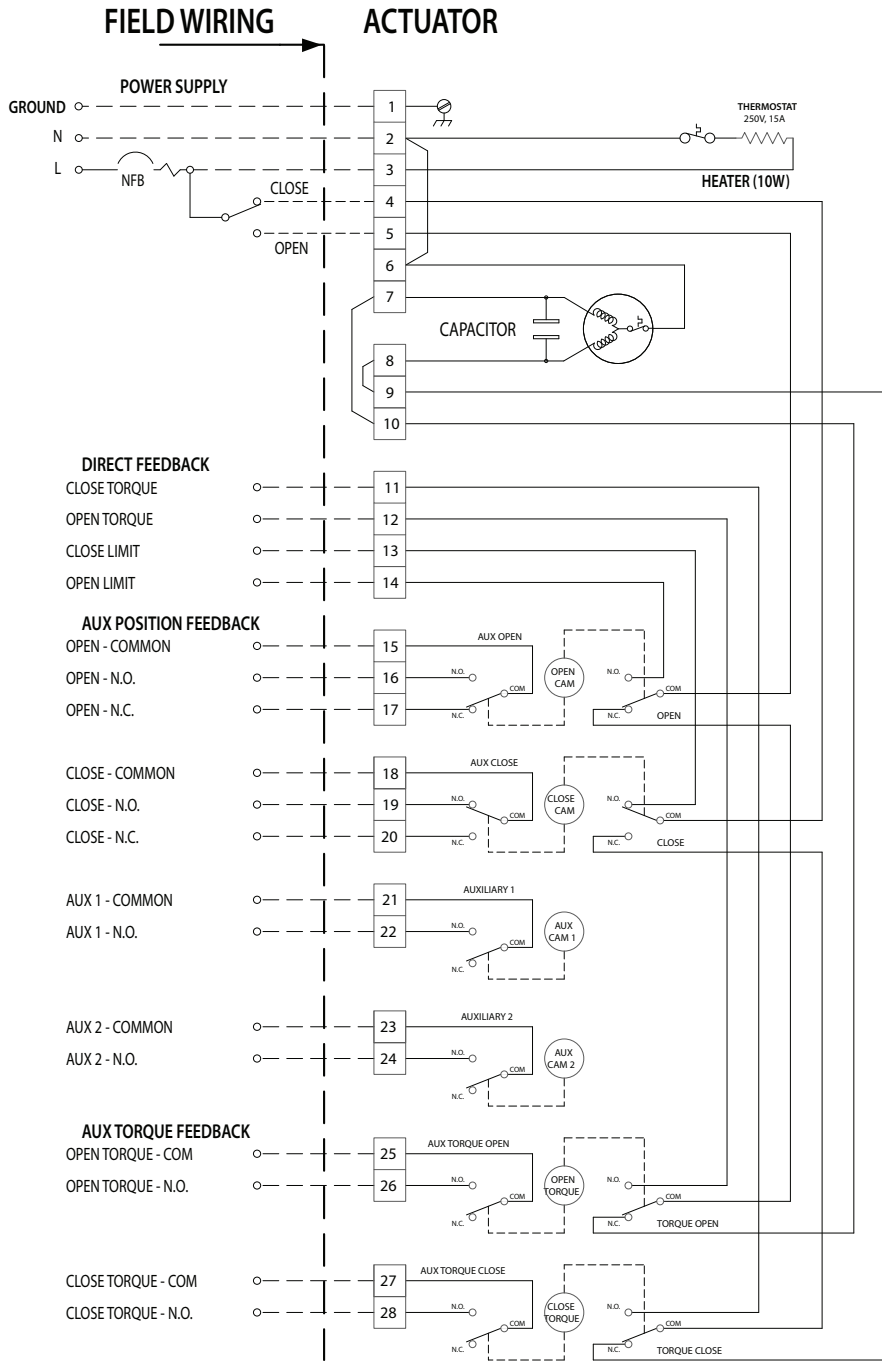 FIELD WIRING ACTUATOR
POWER SUPPLY
GROUND 1
THERMOSTAT
250V, 15A
N 2
L NFB 3
HEATER (10W)
CLOSE 4
5
OPEN
6
7
CAPACITOR
8
9
10
DIRECT FEEDBACK
CLOSE TORQUE 11
OPEN TORQUE 12
CLOSE LIMIT 13
OPEN LIMIT 14
AUX POSITION FEEDBACK
AUX OPEN
OPEN - COMMON 15
OPEN - N.O. 16 N.O. OPEN CAM N.O.
COM COM
OPEN - N.C. 17 N.C. N.C. OPEN
AUX CLOSE
CLOSE - COMMON 18
CLOSE - N.O. 19 N.O. CLOSE CAM N.O.
COM COM
CLOSE - N.C. 20 N.C. N.C. CLOSE
AUXILIARY 1
AUX 1 - COMMON 21
AUX 1 - N.O. 22 N.O. AUX CAM 1
COM
N.C.
AUXILIARY 2
AUX 2 - COMMON 23
AUX 2 - N.O. 24 N.O. AUX CAM 2
COM
N.C.
AUX TORQUE FEEDBACK
AUX TORQUE OPEN
OPEN TORQUE - COM 25
OPEN TORQUE - N.O. 26 N.O. OPEN TORQUE N.O.
COM COM
N.C. N.C. TORQUE OPEN
AUX TORQUE CLOSE
CLOSE TORQUE - COM 27
CLOSE TORQUE - N.O. 28 N.O. CLOSE TORQUE N.O.
COM COM
N.C. N.C. TORQUE CLOSE